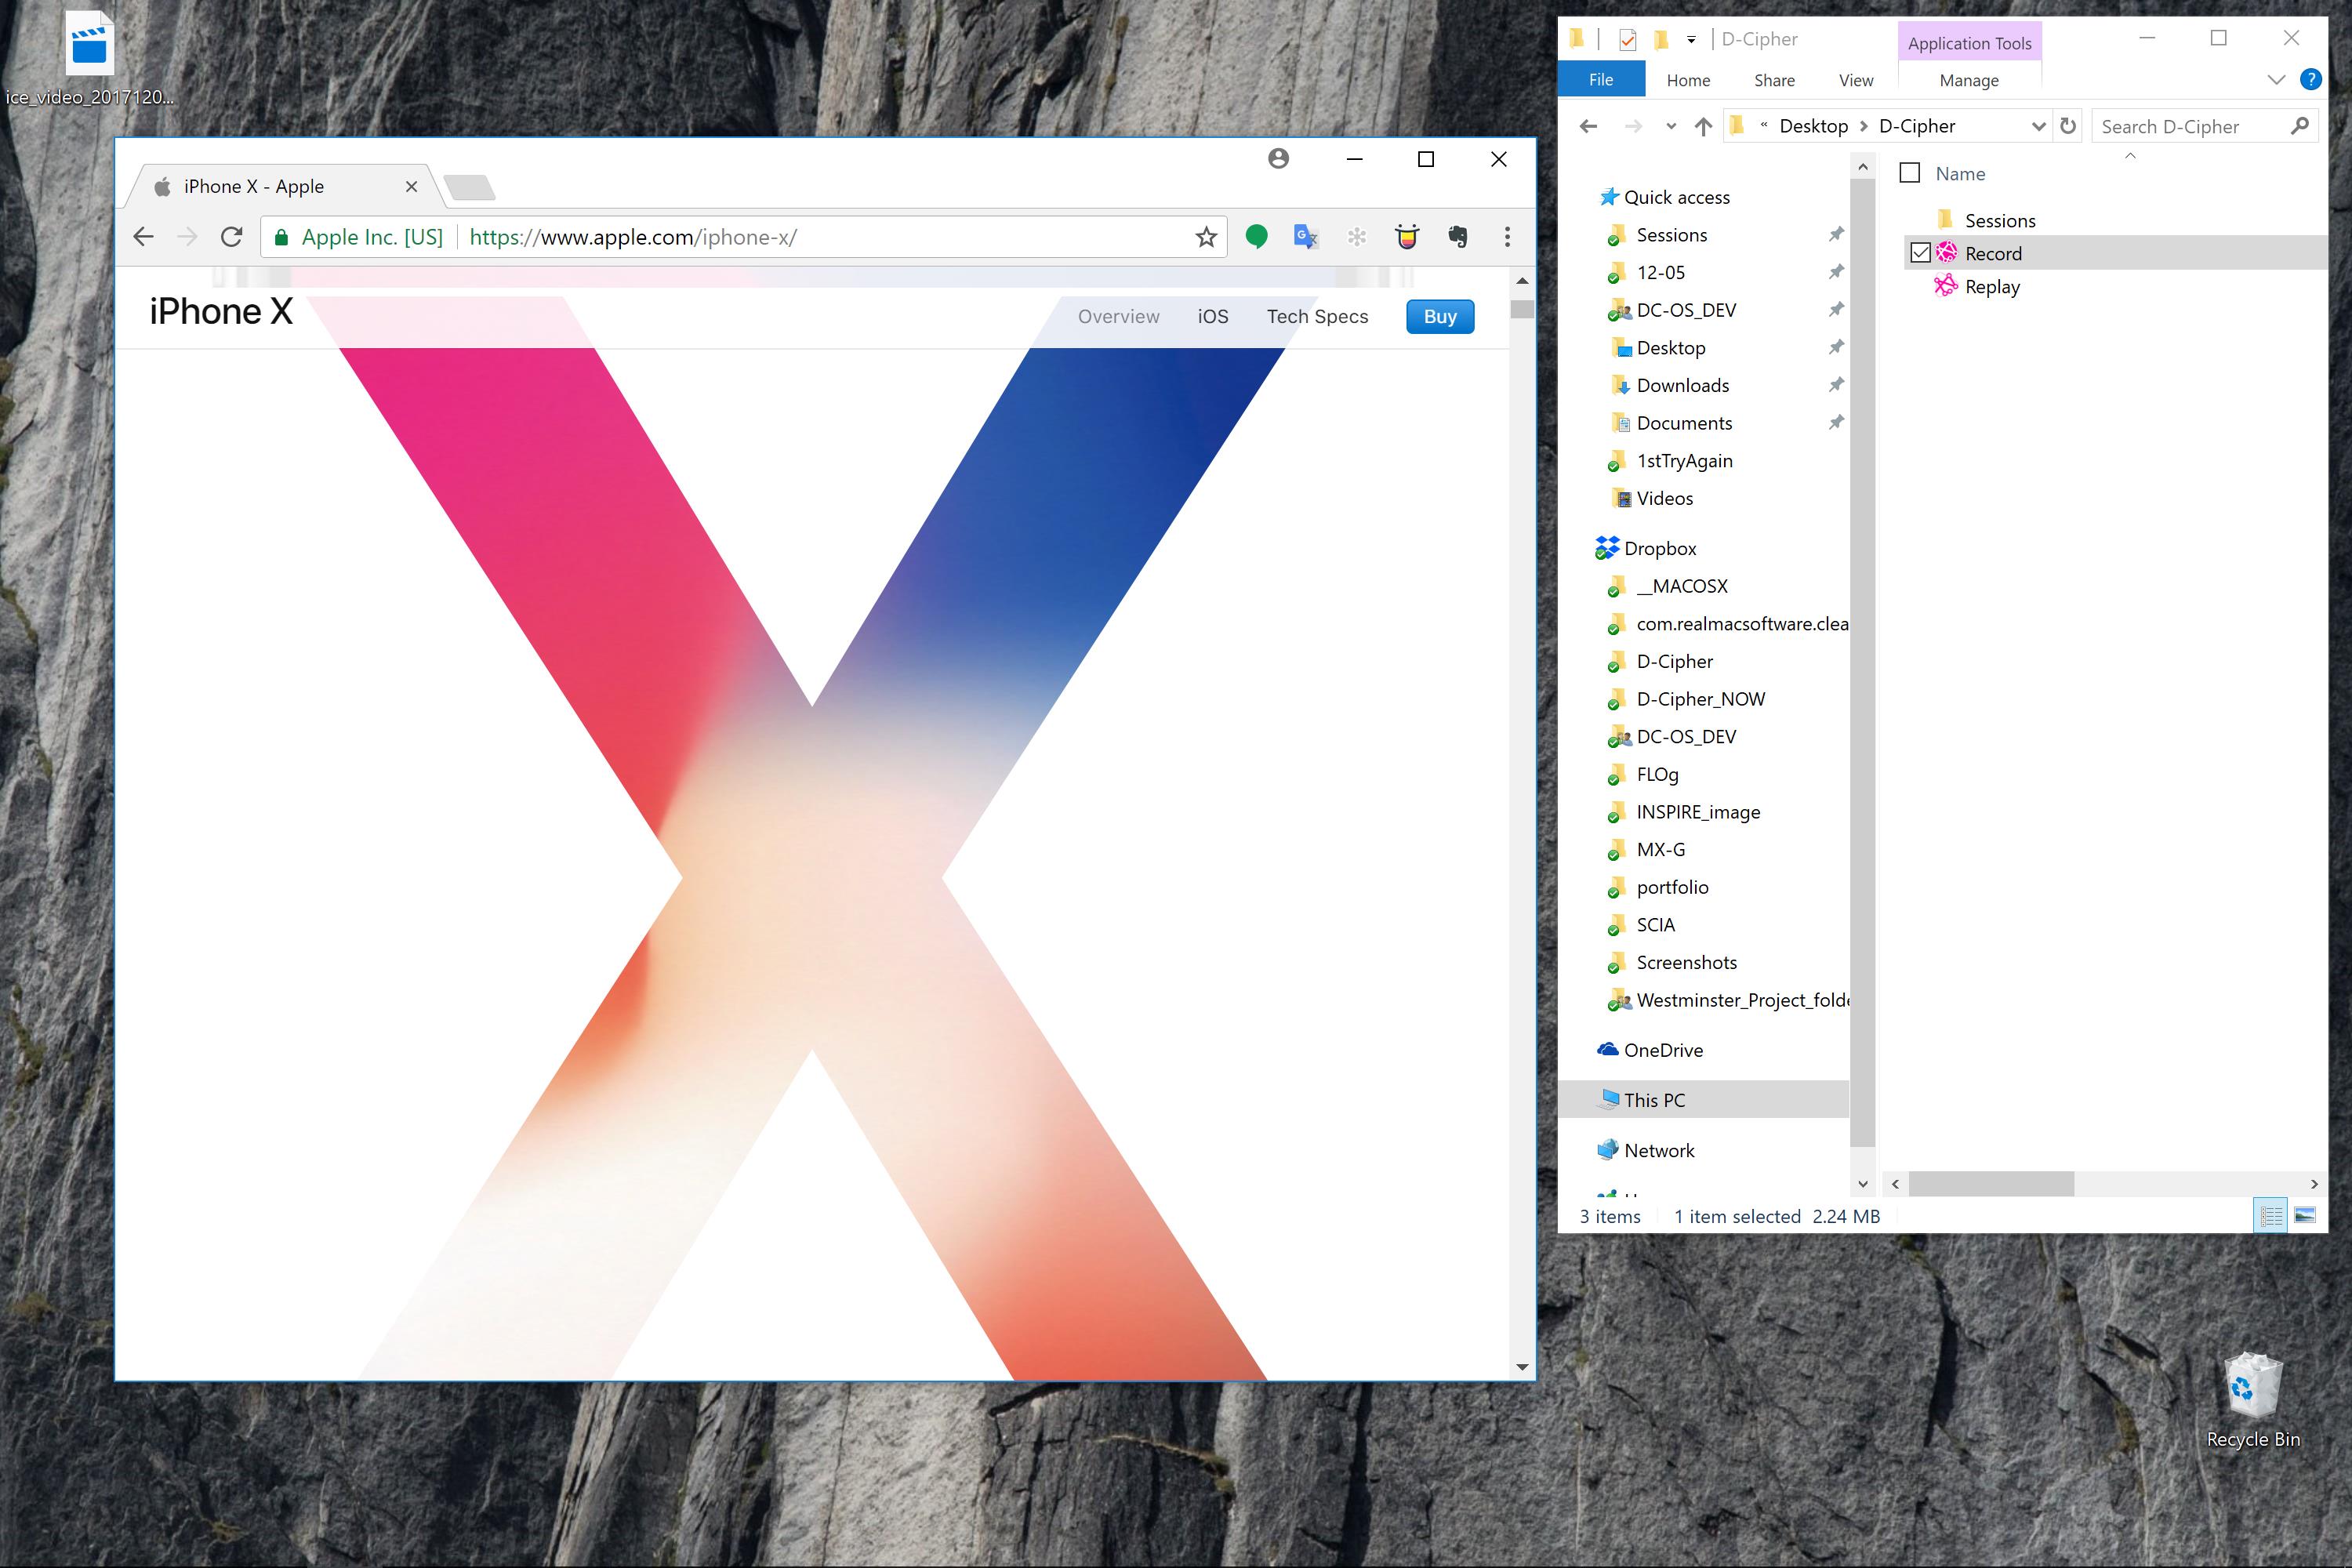 ice_video_2017120...
iPhone X - Apple
Apple Inc. [US] https://www.apple.com/iphone-x/
iPhone X Overview iOS Tech Specs Buy
D-Cipher Application Tools
File Home Share View Manage
« Desktop > D-Cipher Search D-Cipher
Name
Quick access
Sessions
12-05
DC-OS_DEV
Desktop
Downloads
Documents
1stTryAgain
Videos
Dropbox
__MACOSX
com.realmacsoftware.clea
D-Cipher
D-Cipher_NOW
DC-OS_DEV
FLOg
INSPIRE_image
MX-G
portfolio
SCIA
Screenshots
Westminster_Project_folde
OneDrive
This PC
Network
Sessions
Record
Replay
3 items 1 item selected 2.24 MB
Recycle Bin